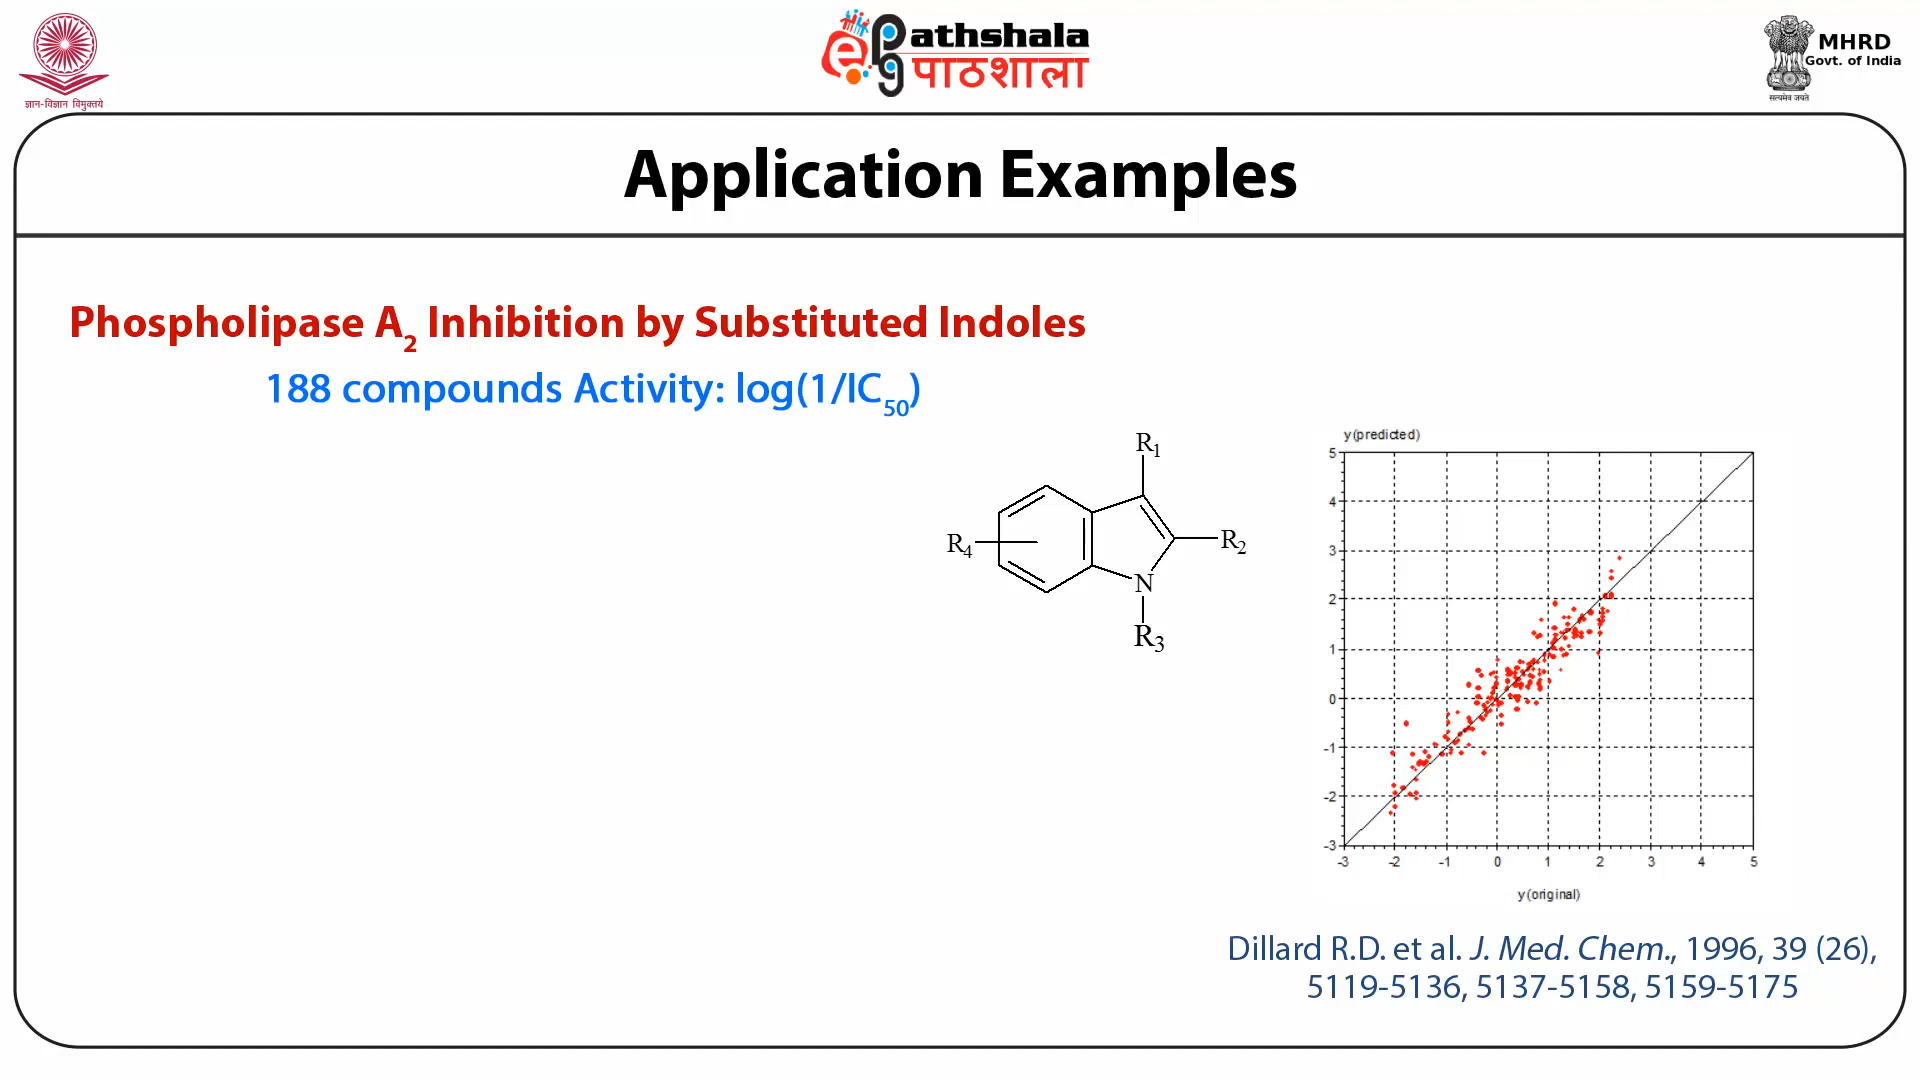 ज्ञान-विज्ञान विमुक्तये
ePathshala
पाठशाला
MHRD
Govt. of India
सत्यमेव जयते
Application Examples
Phospholipase A₂ Inhibition by Substituted Indoles
188 compounds Activity: log(1/IC₅₀)
R₁
R₄
R₂
N
R₃
y(predicted)
5
4
3
2
1
0
-1
-2
-3
-3 -2 -1 0 1 2 3 4 5
y(original)
Dillard R.D. et al. J. Med. Chem., 1996, 39 (26),
5119-5136, 5137-5158, 5159-5175